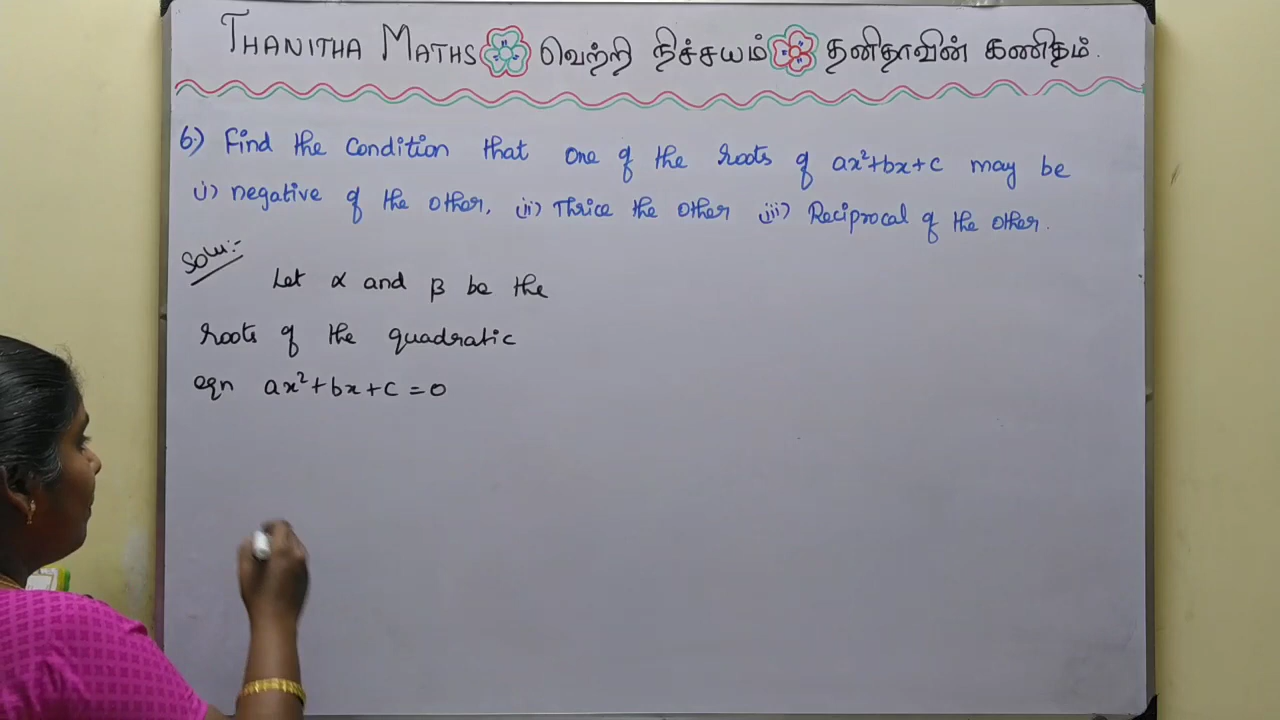 THANITHA MATHS வெற்றி நிச்சயம் தனிதாவின் கணிதம்.
6.) Find the Condition that one of the roots of ax²+bx+c may be
i) negative of the other, ii) Thrice the other iii) Reciprocal of the other.
Solu:-
Let α and β be the
roots of the quadratic
eqn ax²+bx+c=0